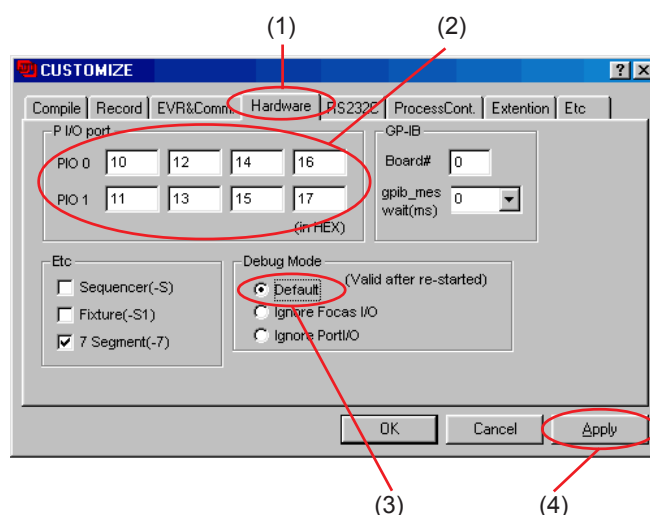 (1) (2)
CUSTOMIZE
Compile Record EVR&Comm. Hardware RS232C ProcessCont. Extention Etc
P I/O port
PIO 0 10 12 14 16
PIO 1 11 13 15 17
(in HEX)
GP-IB
Board# 0
gpib_mes
wait(ms) 0
Etc
Sequencer(-S)
Fixture(-S1)
7 Segment(-7)
Debug Mode
Default (Valid after re-started)
Ignore Focas I/O
Ignore PortI/O
OK Cancel Apply
(3) (4)